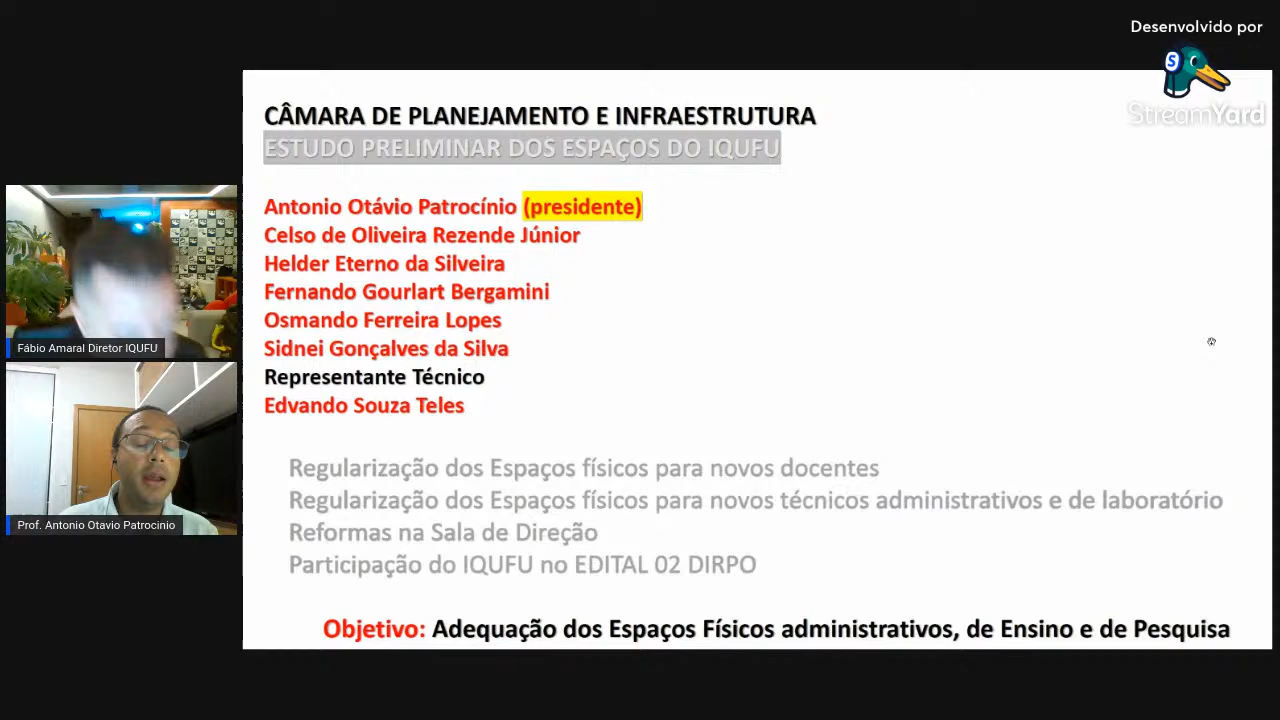 Desenvolvido por
StreamYard
CÂMARA DE PLANEJAMENTO E INFRAESTRUTURA
ESTUDO PRELIMINAR DOS ESPAÇOS DO IQUFU
Antonio Otávio Patrocínio (presidente)
Celso de Oliveira Rezende Júnior
Helder Eterno da Silveira
Fernando Gourlart Bergamini
Osmando Ferreira Lopes
Sidnei Gonçalves da Silva
Representante Técnico
Edvando Souza Teles
Regularização dos Espaços físicos para novos docentes
Regularização dos Espaços físicos para novos técnicos administrativos e de laboratório
Reformas na Sala de Direção
Participação do IQUFU no EDITAL 02 DIRPO
Objetivo: Adequação dos Espaços Físicos administrativos, de Ensino e de Pesquisa
Fábio Amaral Diretor IQUFU
Prof. Antonio Otavio Patrocinio